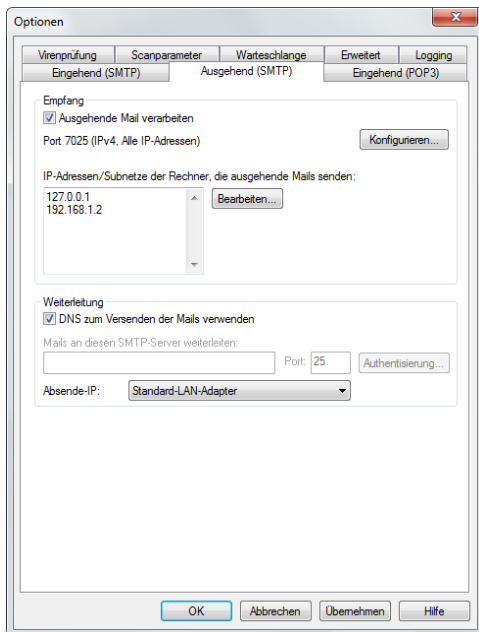 Optionen
Virenprüfung Scanparameter Warteschlange Erweitert Logging
Eingehend (SMTP) Ausgehend (SMTP) Eingehend (POP3)
Empfang
Ausgehende Mail verarbeiten
Port 7025 (IPv4, Alle IP-Adressen) Konfigurieren...
IP-Adressen/Subnetze der Rechner, die ausgehende Mails senden:
127.0.0.1 Bearbeiten...
192.168.1.2
Weiterleitung
DNS zum Versenden der Mails verwenden
Mails an diesen SMTP-Server weiterleiten:
Port: 25 Authentisierung...
Absende-IP: Standard-LAN-Adapter
OK Abbrechen Übernehmen Hilfe